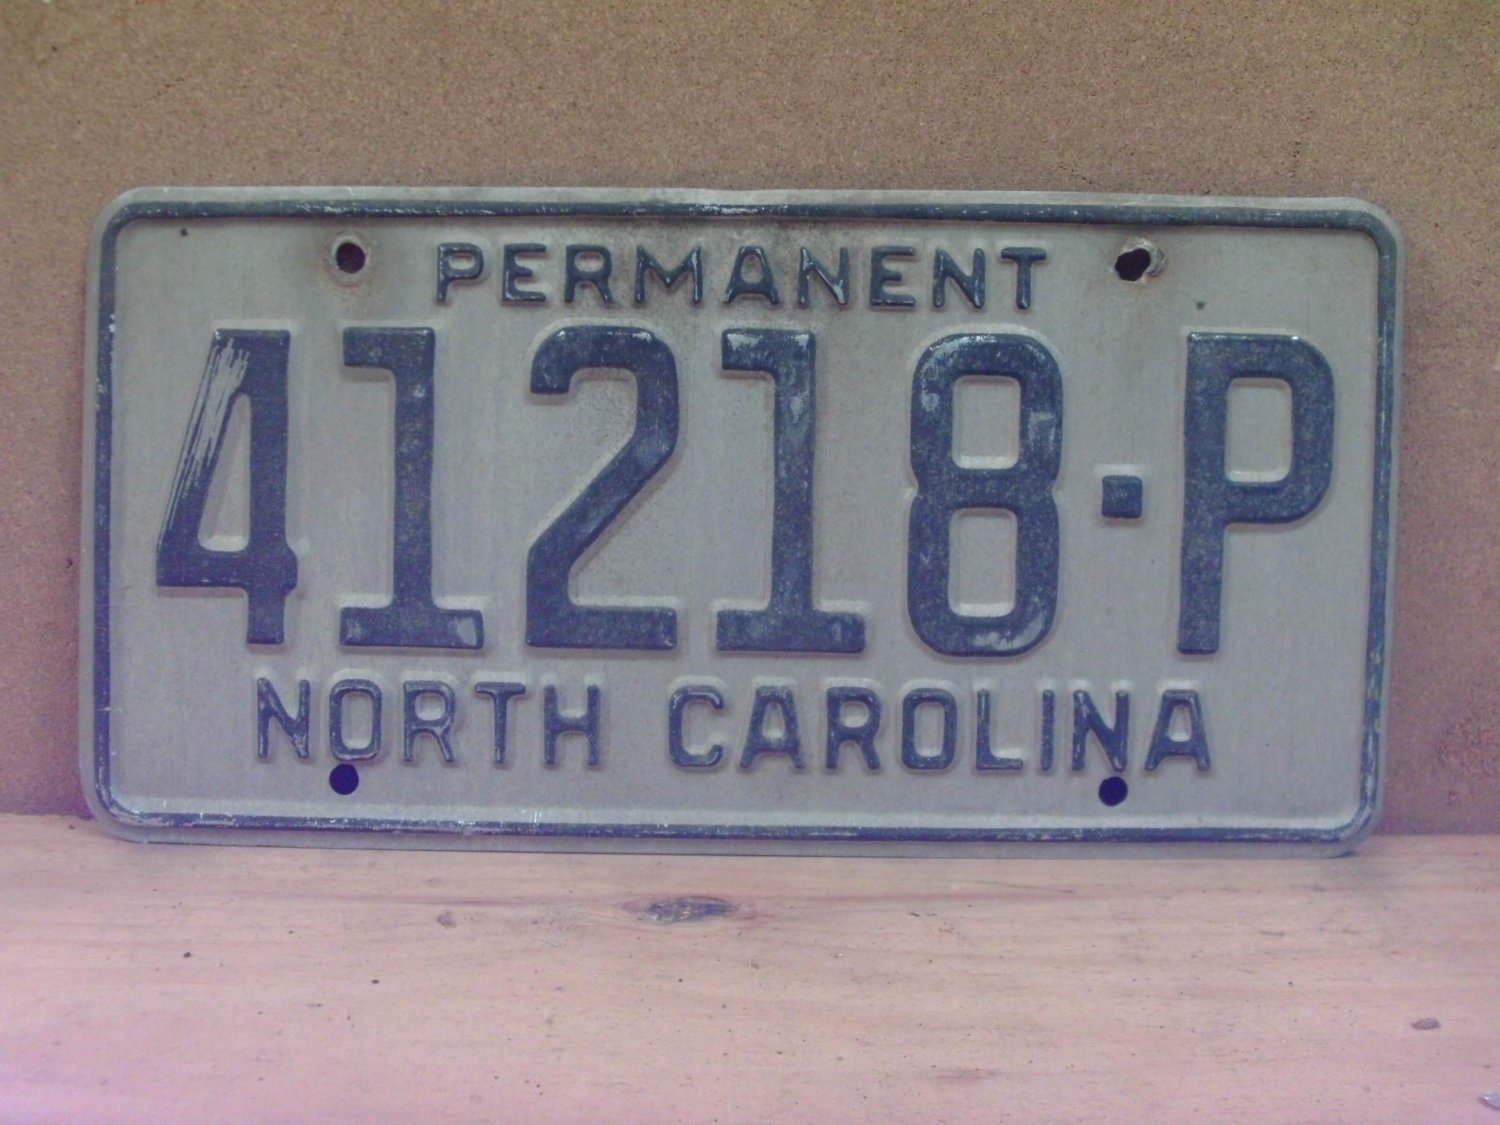 PERMANENT
41218-P
NORTH CAROLINA